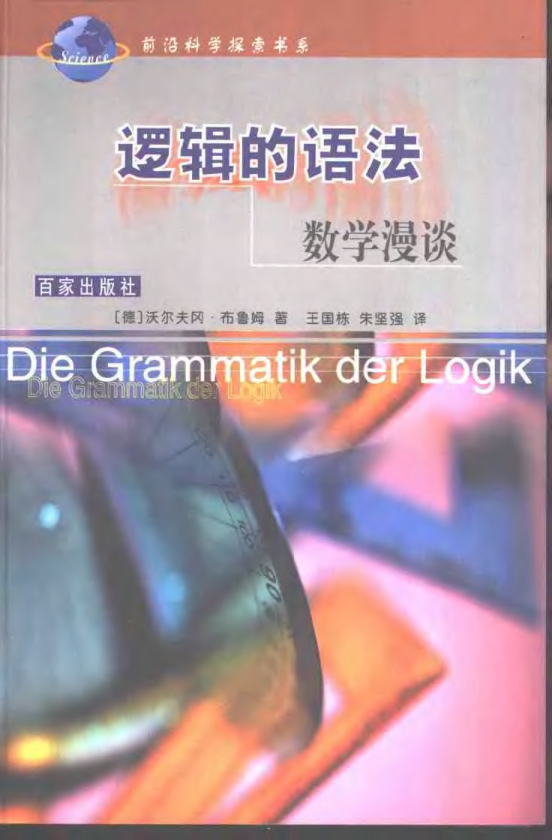 Science
前沿科学探索书系
逻辑的语法
数学漫谈
百家出版社
[德]沃尔夫冈·布鲁姆 著 王国栋 朱坚强 译
Die Grammatik der Logik
Die Grammatik der Logik